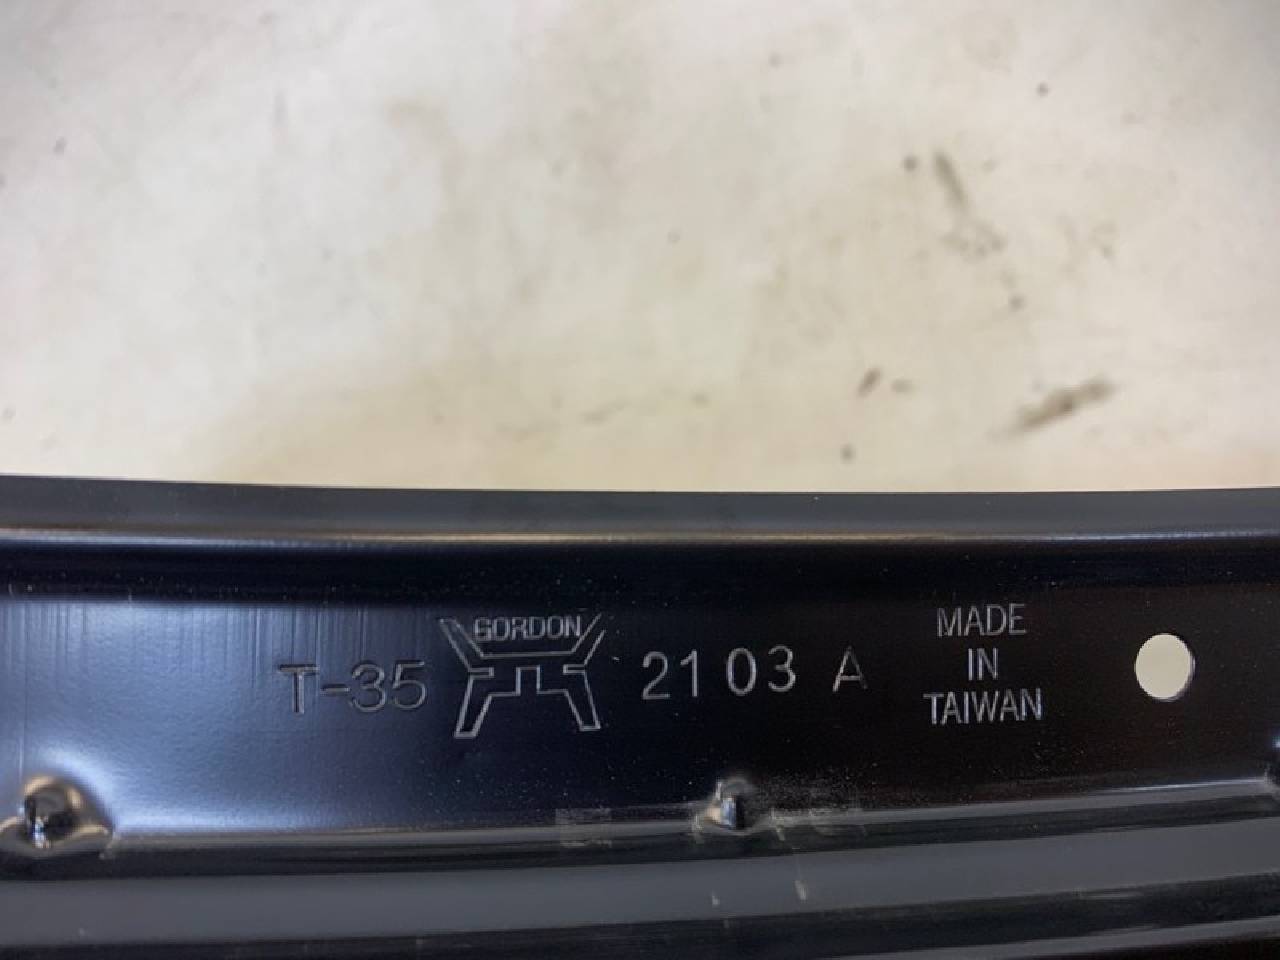 GORDON
T-35 2103 A
MADE
IN
TAIWAN